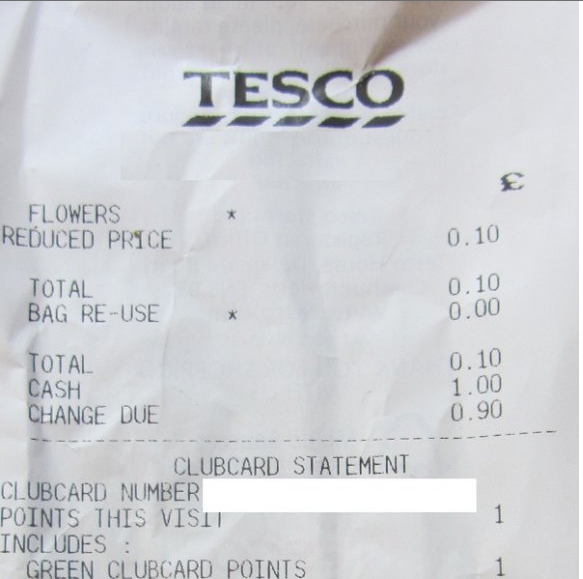 TESCO
£
FLOWERS *
REDUCED PRICE 0.10
TOTAL 0.10
BAG RE-USE * 0.00
TOTAL 0.10
CASH 1.00
CHANGE DUE 0.90
CLUBCARD STATEMENT
CLUBCARD NUMBER
POINTS THIS VISIT 1
INCLUDES :
GREEN CLUBCARD POINTS 1